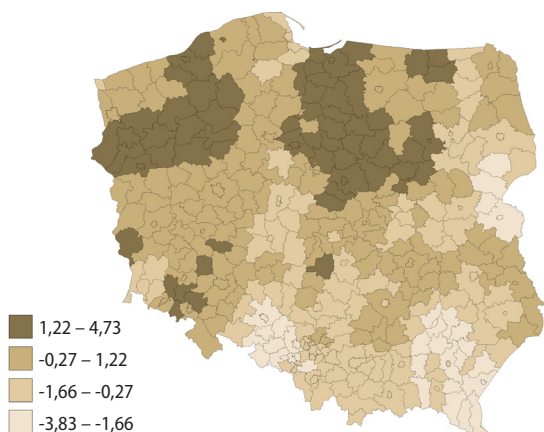 1,22 – 4,73
-0,27 – 1,22
-1,66 – -0,27
-3,83 – -1,66